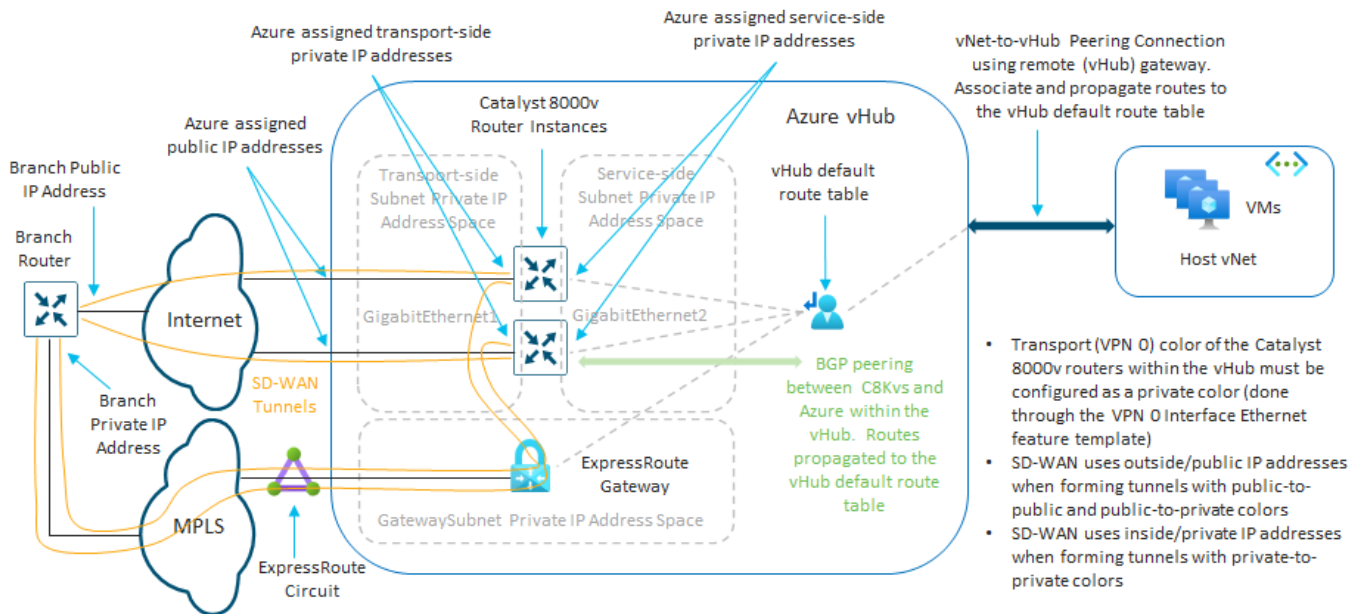 Azure assigned transport-side
private IP addresses
Azure assigned service-side
private IP addresses
vNet-to-vHub Peering Connection
using remote (vHub) gateway.
Associate and propagate routes to
the vHub default route table
Azure assigned
public IP addresses
Catalyst 8000v
Router Instances
Azure vHub
Branch Public
IP Address
Transport-side
Subnet Private IP
Address Space
Service-side
Subnet Private IP
Address Space
vHub default
route table
VMs
Host vNet
Branch
Router
Internet
GigabitEthernet1
GigabitEthernet2
SD-WAN
Tunnels
Branch
Private IP
Address
BGP peering
between C8Kvs and
Azure within the
vHub. Routes
propagated to the
vHub default route
table
MPLS
ExpressRoute
Gateway
GatewaySubnet Private IP Address Space
ExpressRoute
Circuit
• Transport (VPN 0) color of the Catalyst
8000v routers within the vHub must be
configured as a private color (done
through the VPN 0 Interface Ethernet
feature template)
• SD-WAN uses outside/public IP addresses
when forming tunnels with public-to-
public and public-to-private colors
• SD-WAN uses inside/private IP addresses
when forming tunnels with private-to-
private colors